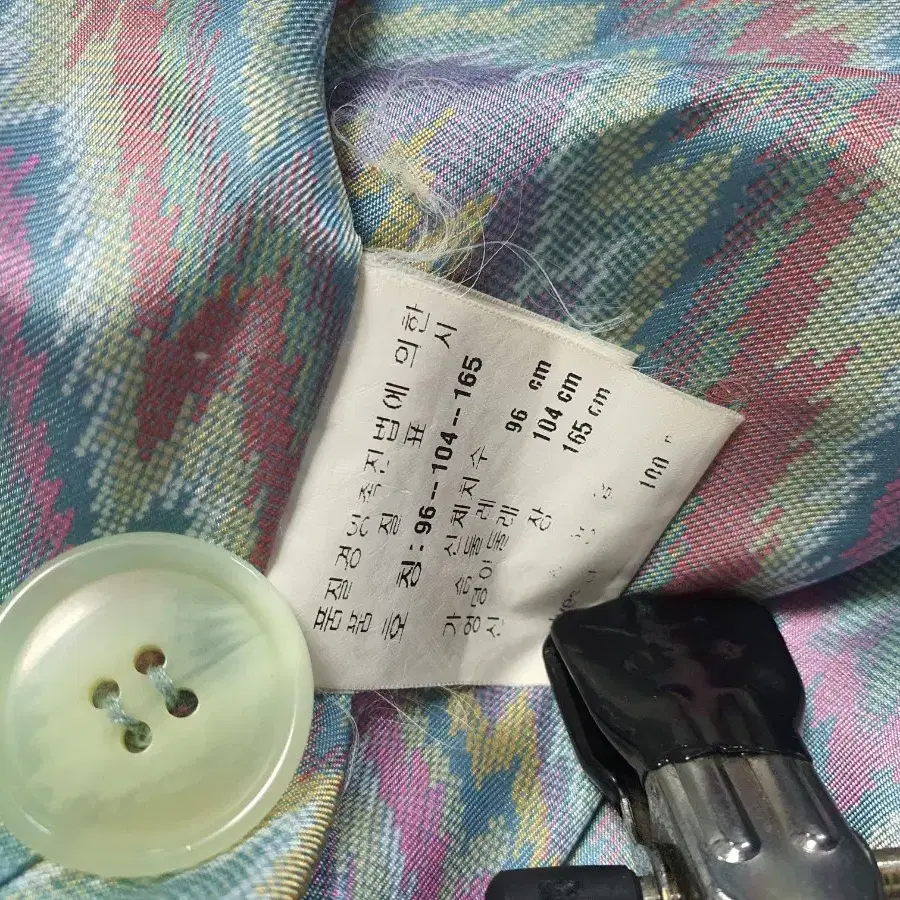 품질경영촉진법에 의한
품 질 표 시
호 칭 : 96--104--165
신체치수
가슴둘레 96 cm
엉덩이둘레 104 cm
신 장 165 cm
100